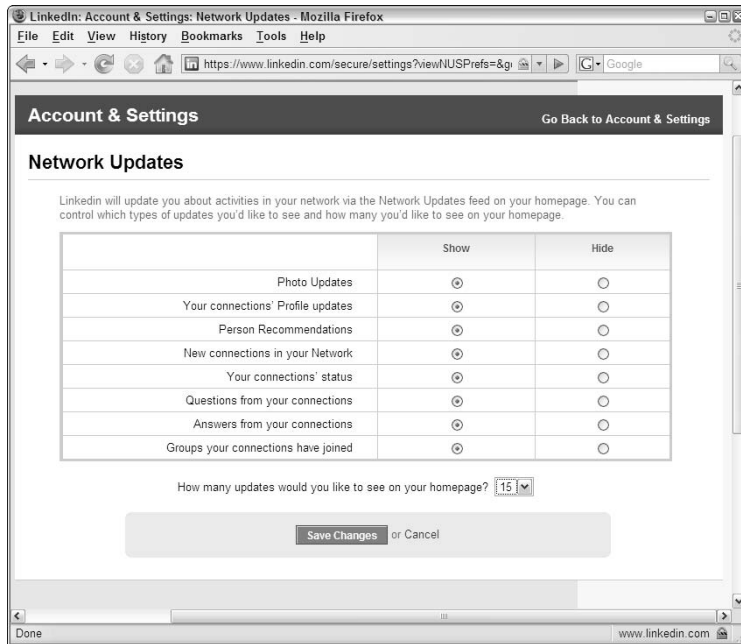 LinkedIn: Account & Settings: Network Updates - Mozilla Firefox
File Edit View History Bookmarks Tools Help
https://www.linkedin.com/secure/settings?viewNUSPrefs=&g
G Google
Account & Settings
Go Back to Account & Settings
Network Updates
Linkedin will update you about activities in your network via the Network Updates feed on your homepage. You can
control which types of updates you'd like to see and how many you'd like to see on your homepage.
Show Hide
Photo Updates
Your connections' Profile updates
Person Recommendations
New connections in your Network
Your connections' status
Questions from your connections
Answers from your connections
Groups your connections have joined
How many updates would you like to see on your homepage? 15
Save Changes or Cancel
Done
www.linkedin.com